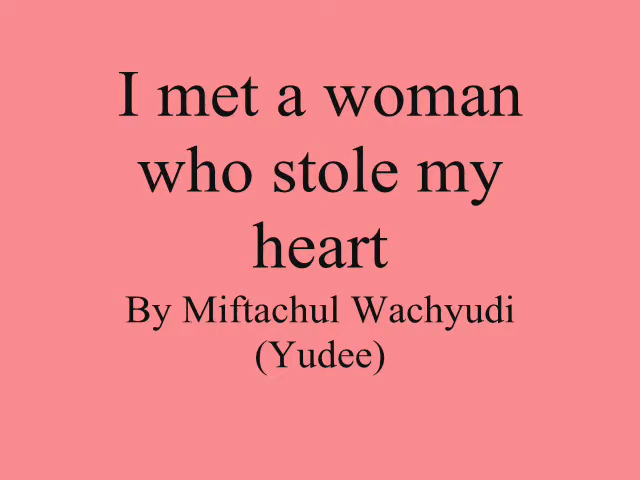 I met a woman
who stole my
heart
By Miftachul Wachyudi
(Yudee)